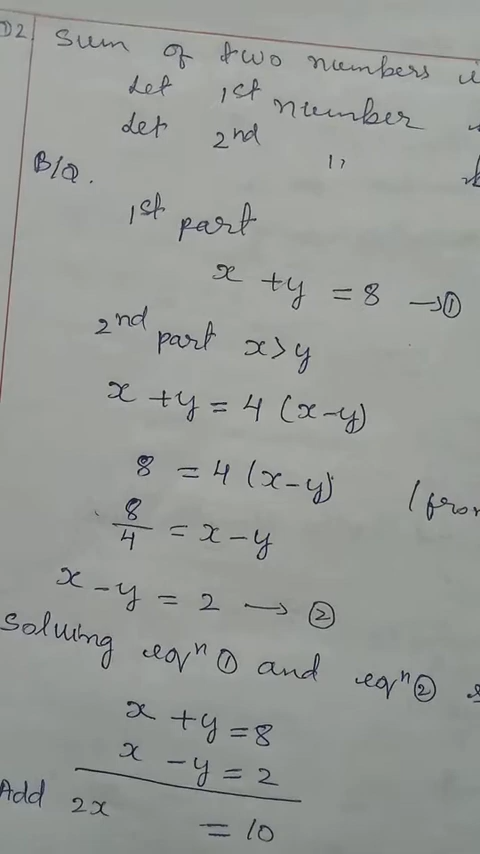 Sum of two numbers
Let 1st number
Let 2nd "
B/Q.
1st part
x + y = 8 → ①
2nd part x > y
x + y = 4 (x - y)
8 = 4 (x - y)
8/4 = x - y
x - y = 2 → ②
Solving eqⁿ ① and eqⁿ ②
x + y = 8
x - y = 2
Add 2x = 10